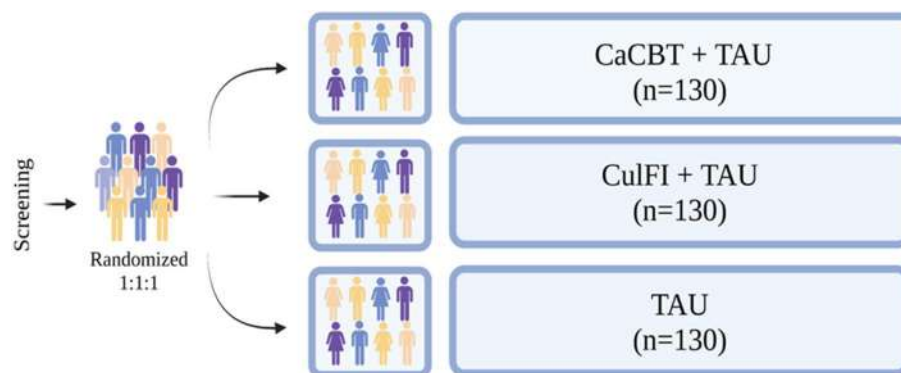 Screening
Randomized
1:1:1
CaCBT + TAU
(n=130)
CulFI + TAU
(n=130)
TAU
(n=130)